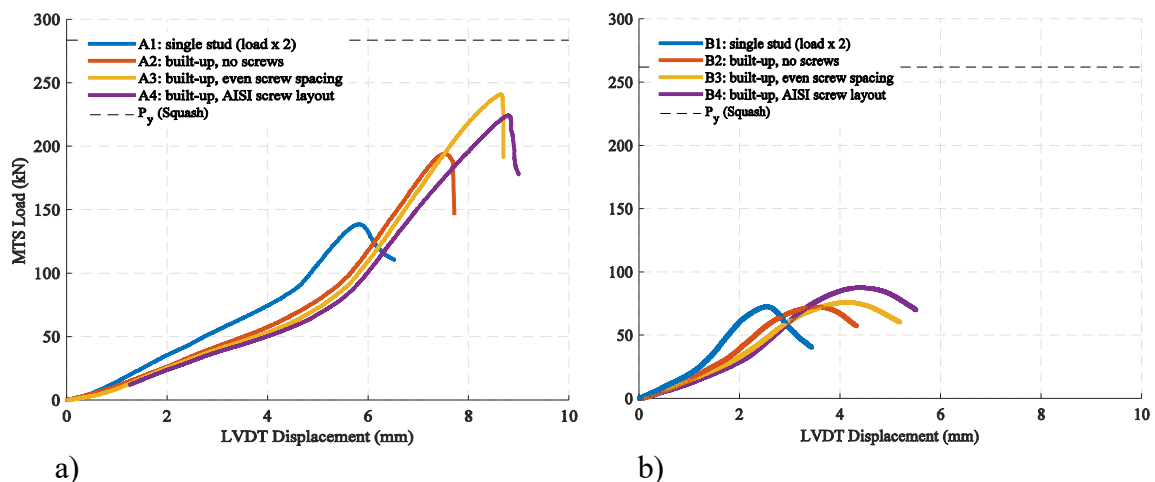 300
250
200
150
100
50
0
MTS Load (kN)
A1: single stud (load x 2)
A2: built-up, no screws
A3: built-up, even screw spacing
A4: built-up, AISI screw layout
Py (Squash)
0 2 4 6 8 10
LVDT Displacement (mm)
a)
300
250
200
150
100
50
0
B1: single stud (load x 2)
B2: built-up, no screws
B3: built-up, even screw spacing
B4: built-up, AISI screw layout
Py (Squash)
0 2 4 6 8 10
LVDT Displacement (mm)
b)